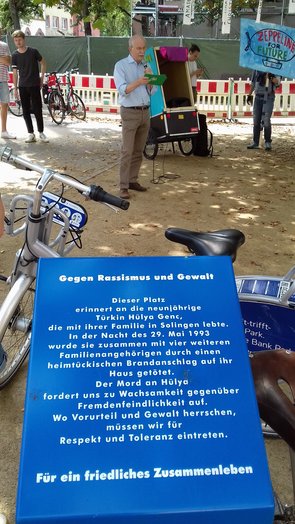 ZEPPELINE
FOR
FUTURE
Gegen Rassismus und Gewalt
Dieser Platz
erinnert an die neunjährige
Türkin Hülya Genc,
die mit ihrer Familie in Solingen lebte.
In der Nacht des 29. Mai 1993
wurde sie zusammen mit vier weiteren
Familienangehörigen durch einen
heimtückischen Brandanschlag auf ihr
Haus getötet.
Der Mord an Hülya
fordert uns zu Wachsamkeit gegenüber
Fremdenfeindlichkeit auf.
Wo Vorurteil und Gewalt herrschen,
müssen wir für
Respekt und Toleranz eintreten.
Für ein friedliches Zusammenleben